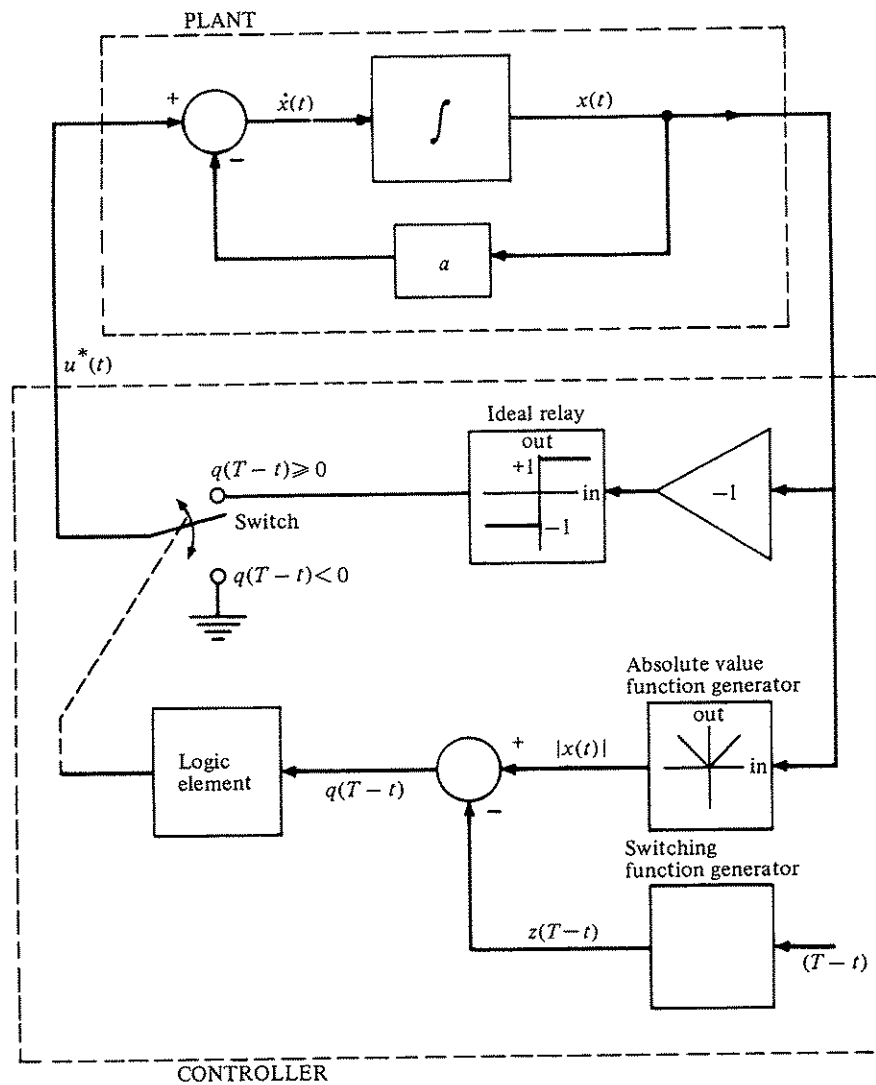 PLANT
+
ẋ(t)
∫
x(t)
−
a
u*(t)
Ideal relay
out
+1
in
−1
−1
q(T−t)⩾0
Switch
q(T−t)<0
Absolute value
function generator
out
in
|x(t)|
+
−
q(T−t)
Logic
element
Switching
function generator
z(T−t)
(T−t)
CONTROLLER